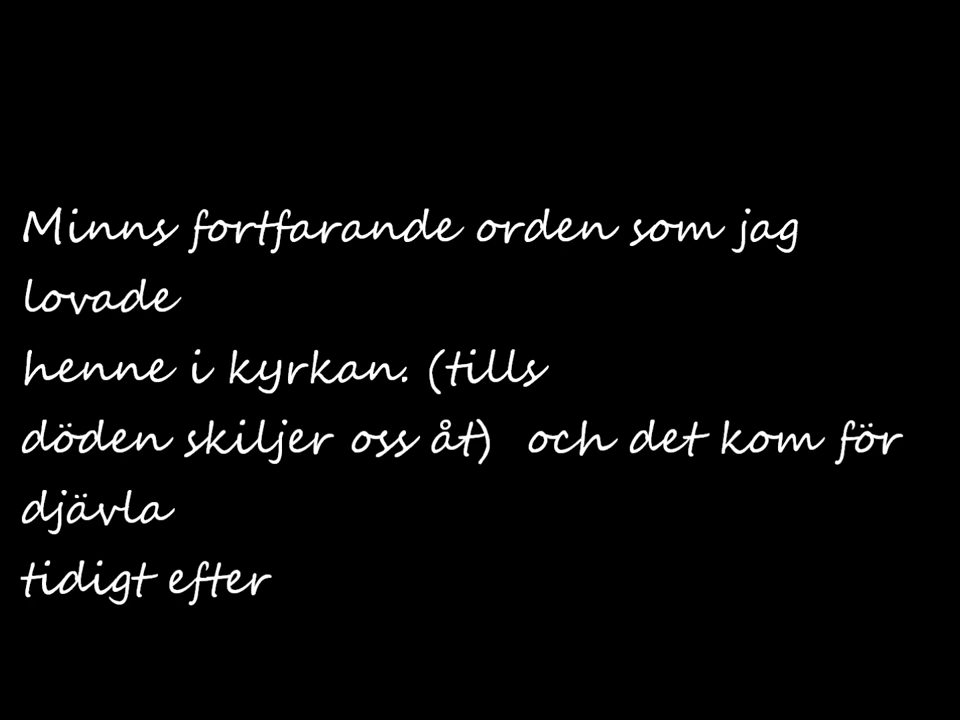 Minns fortfarande orden som jag
lovade
henne i kyrkan. (tills
döden skiljer oss åt) och det kom för
djävla
tidigt efter